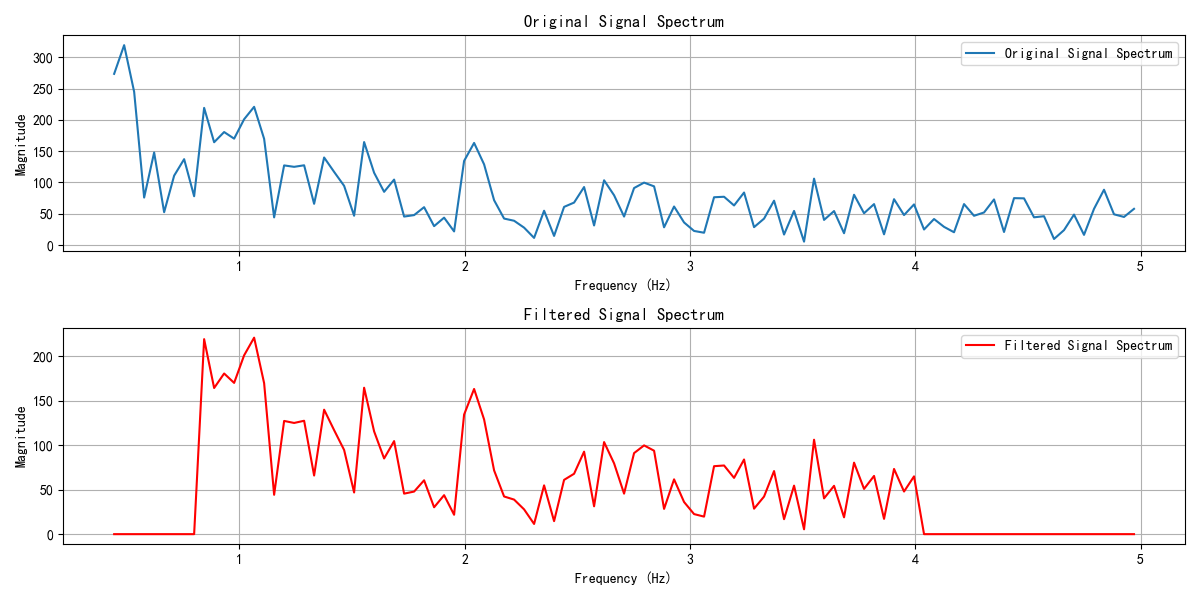 Original Signal Spectrum
300
250
200
150
100
50
0
Magnitude
Original Signal Spectrum
1
2
3
4
5
Frequency (Hz)
Filtered Signal Spectrum
200
150
100
50
0
Magnitude
Filtered Signal Spectrum
1
2
3
4
5
Frequency (Hz)